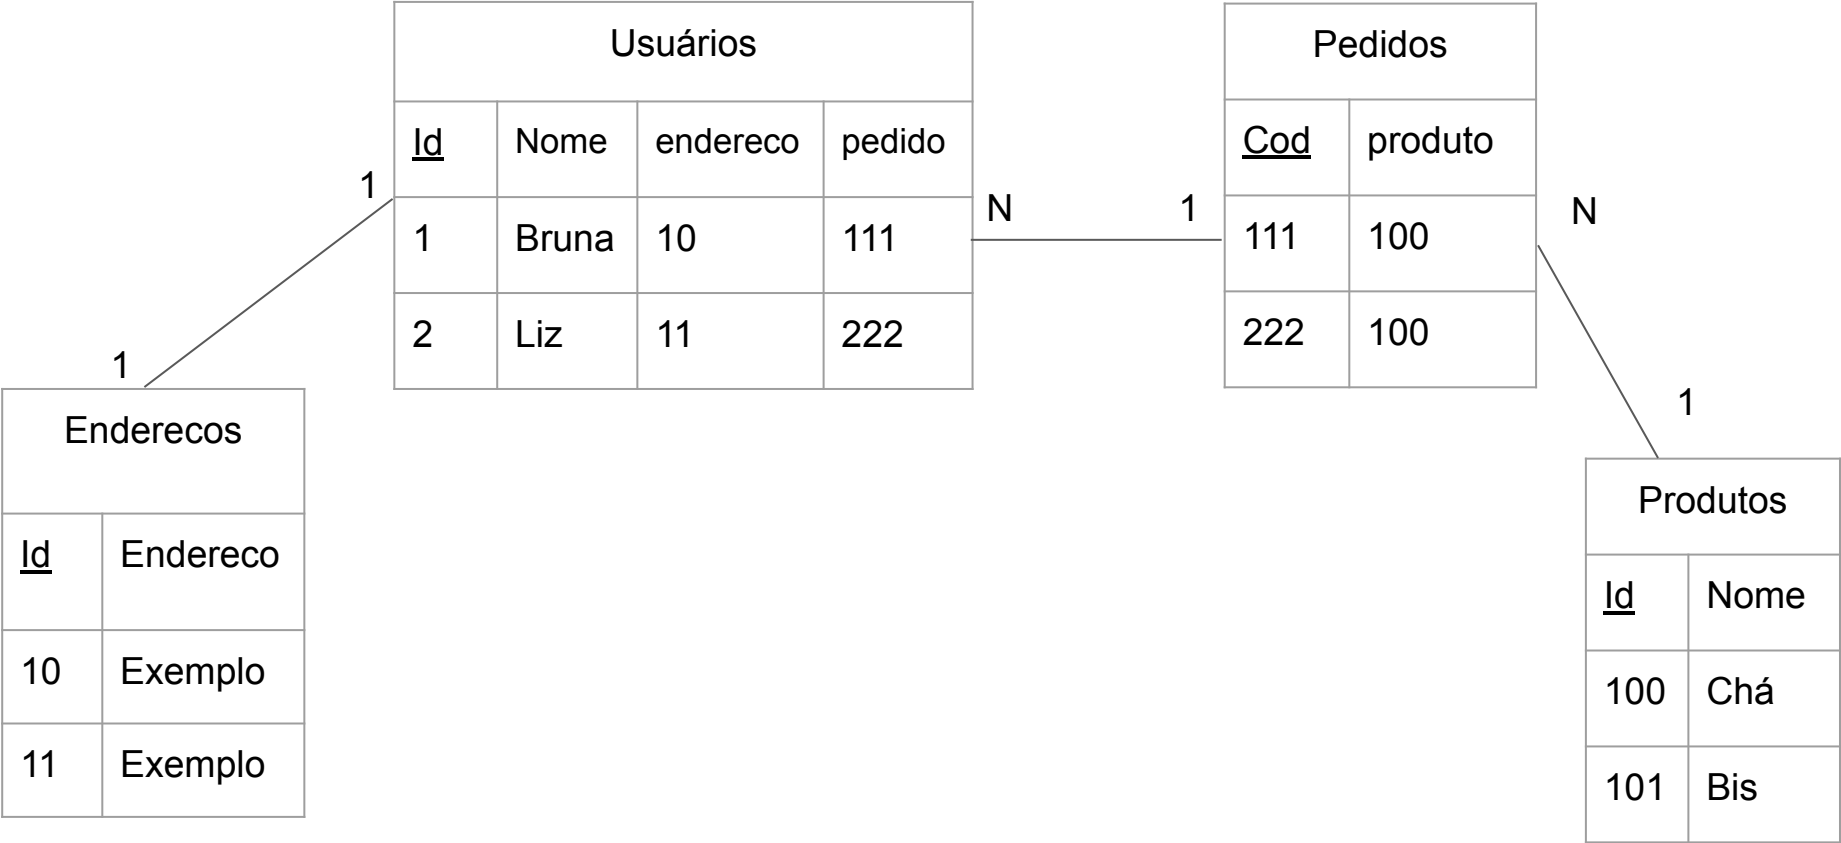 Usuários
Id Nome endereco pedido
1 Bruna 10 111
2 Liz 11 222
Pedidos
Cod produto
111 100
222 100
1
1
N
1
N
1
Enderecos
Id Endereco
10 Exemplo
11 Exemplo
Produtos
Id Nome
100 Chá
101 Bis